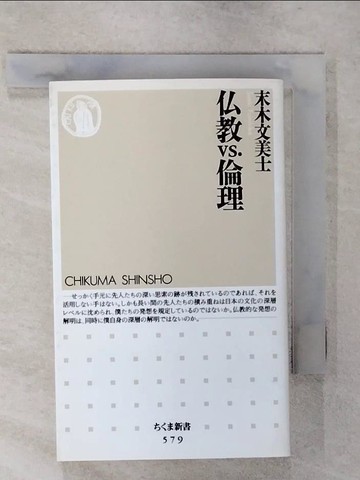 末木文美士
仏教vs.倫理
CHIKUMA SHINSHO
―せっかく手元に先人たちの深い思索の跡が残されているのであれば、それを
活用しない手はない。しかも長い間の先人たちの積み重ねは日本の文化の深層
レベルに沈められ、僕たちの発想を規定しているのではないか。仏教的な発想の
解明は、同時に僕自身の深層の解明ではないのか。
ちくま新書
579